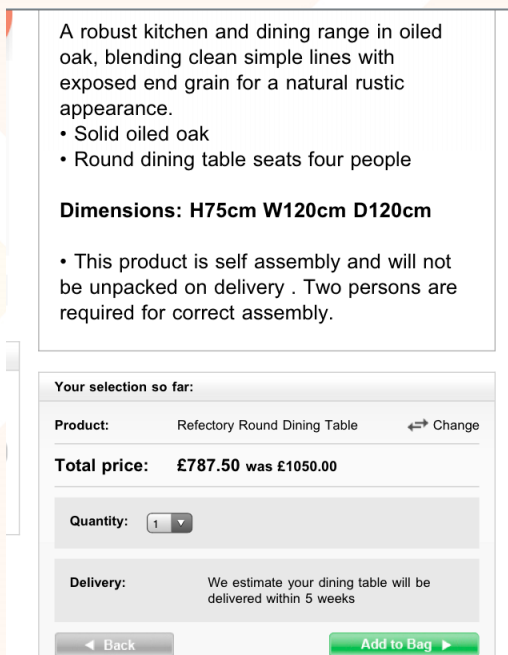 A robust kitchen and dining range in oiled
oak, blending clean simple lines with
exposed end grain for a natural rustic
appearance.
• Solid oiled oak
• Round dining table seats four people
Dimensions: H75cm W120cm D120cm
• This product is self assembly and will not
be unpacked on delivery . Two persons are
required for correct assembly.
Your selection so far:
Product: Refectory Round Dining Table Change
Total price: £787.50 was £1050.00
Quantity: 1
Delivery: We estimate your dining table will be
delivered within 5 weeks
Back Add to Bag